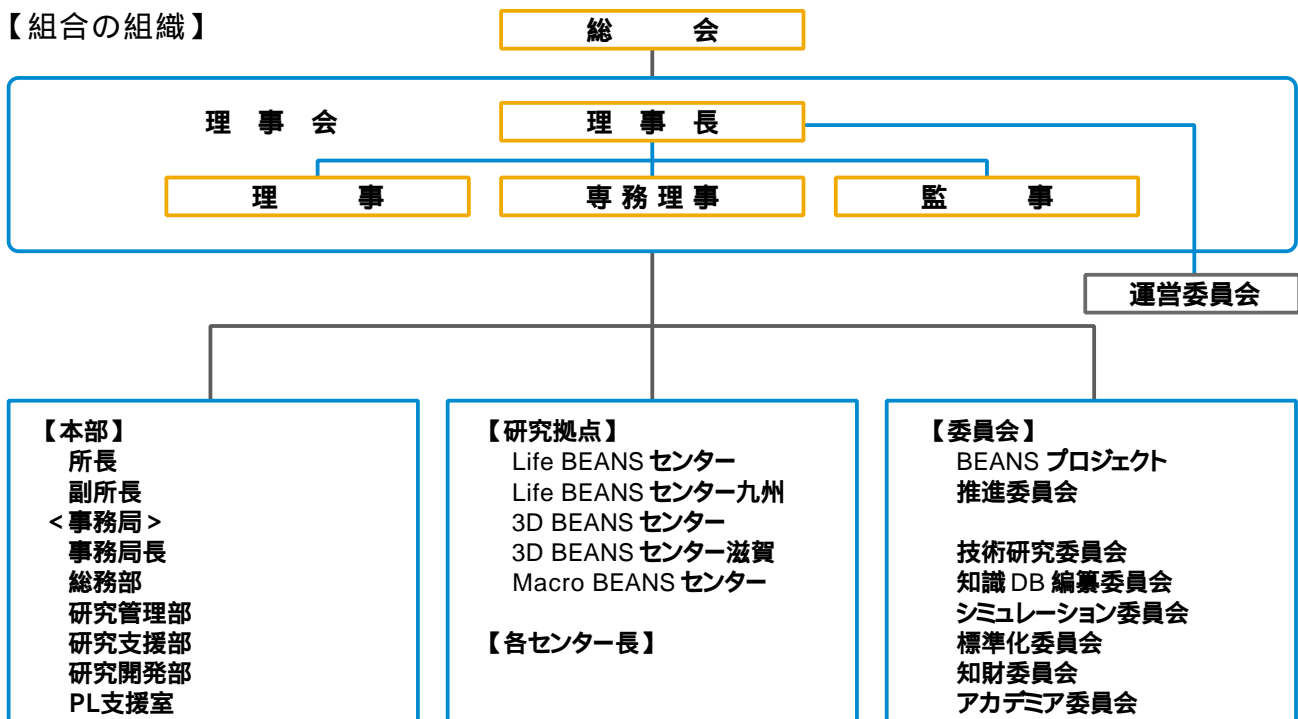 【組合の組織】
総 会
理 事 会
理 事 長
理 事
専務理事
監 事
運営委員会
【本部】
所長
副所長
<事務局>
事務局長
総務部
研究管理部
研究支援部
研究開発部
PL支援室
【研究拠点】
Life BEANS センター
Life BEANS センター九州
3D BEANS センター
3D BEANS センター滋賀
Macro BEANS センター
【各センター長】
【委員会】
BEANS プロジェクト
推進委員会
技術研究委員会
知識 DB 編纂委員会
シミュレーション委員会
標準化委員会
知財委員会
アカデミア委員会